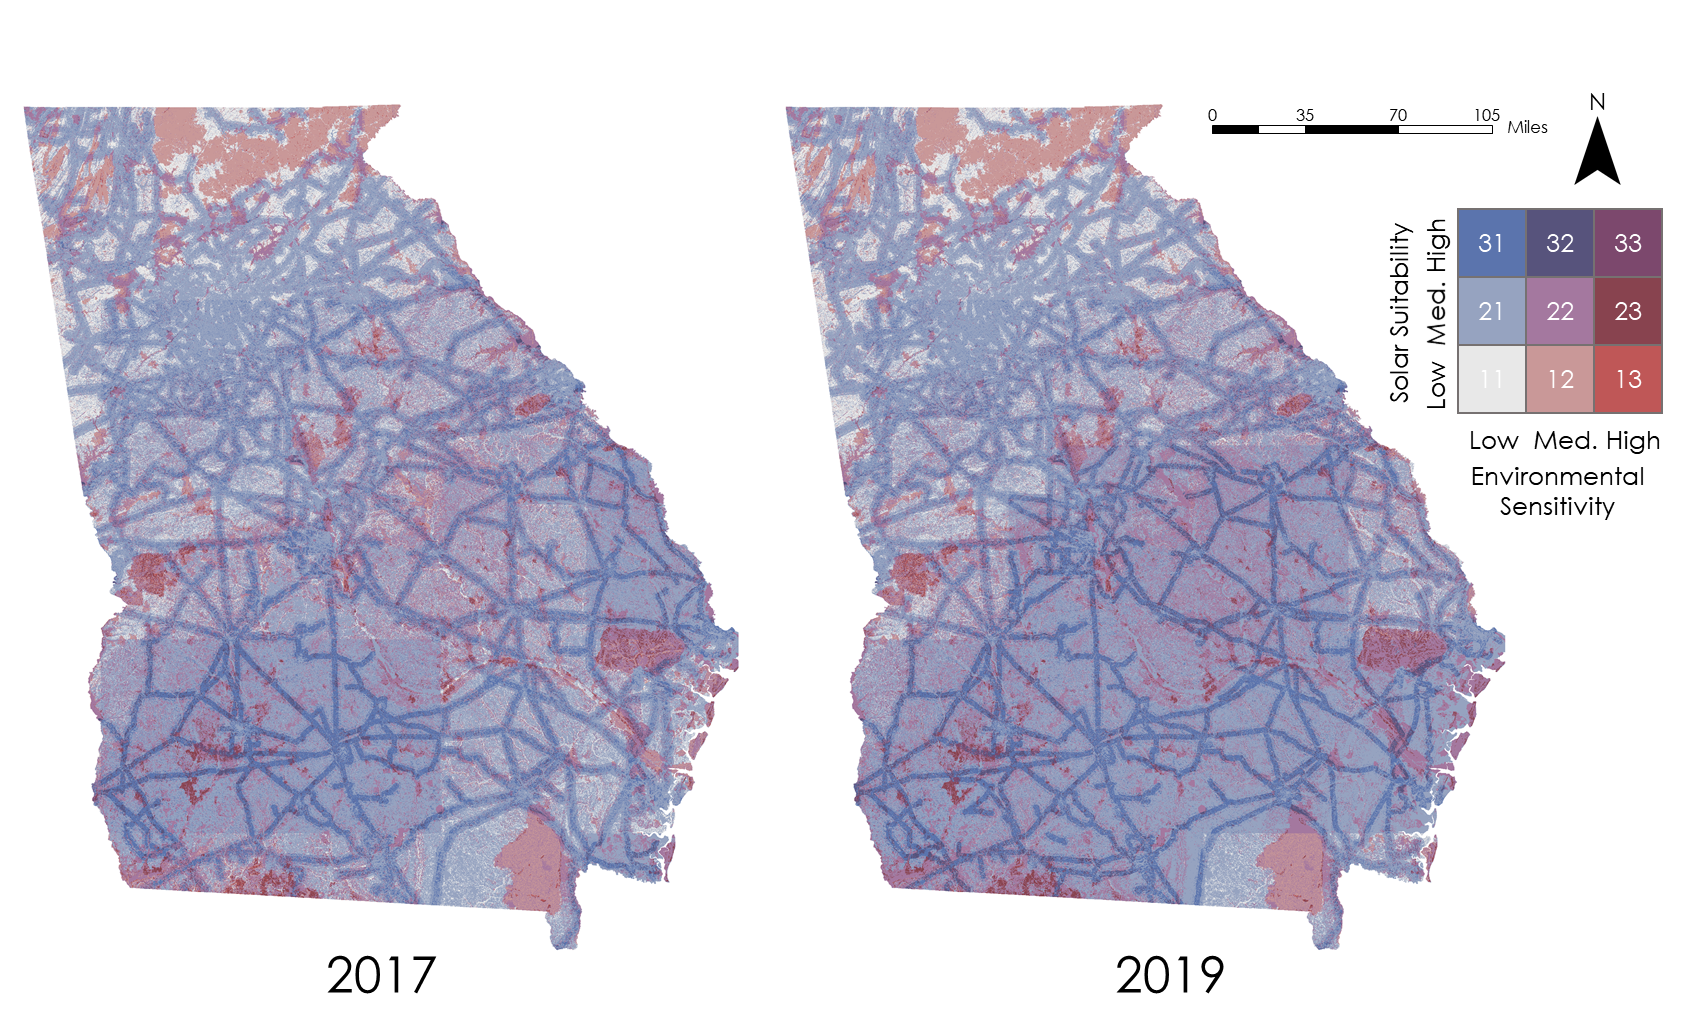 0 35 70 105
Miles
N
Solar Suitability
Low Med. High
31 32 33
21 22 23
11 12 13
Low Med. High
Environmental
Sensitivity
2017
2019